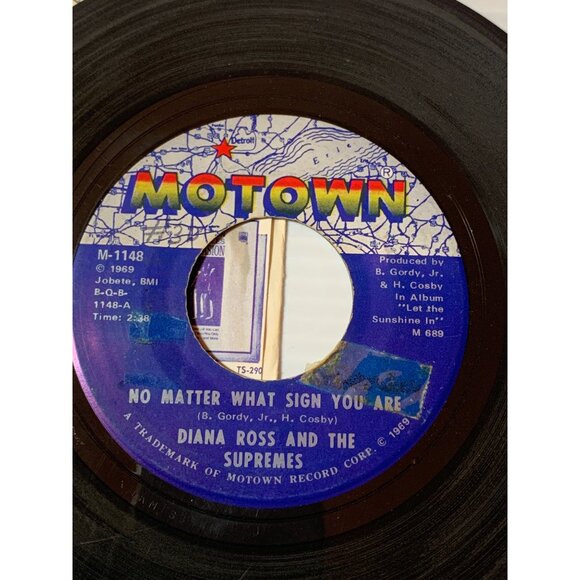 Detroit
Erie
MOTOWN®
M-1148
© 1969
Jobete, BMI
B-Q-B-
1148-A
Time: 2:38
Produced by
B. Gordy, Jr.
& H. Cosby
In Album
"Let the
Sunshine In"
M 689
TS-290
NO MATTER WHAT SIGN YOU ARE
(B. Gordy, Jr., H. Cosby)
DIANA ROSS AND THE
SUPREMES
A TRADEMARK OF MOTOWN RECORD CORP. © 1969